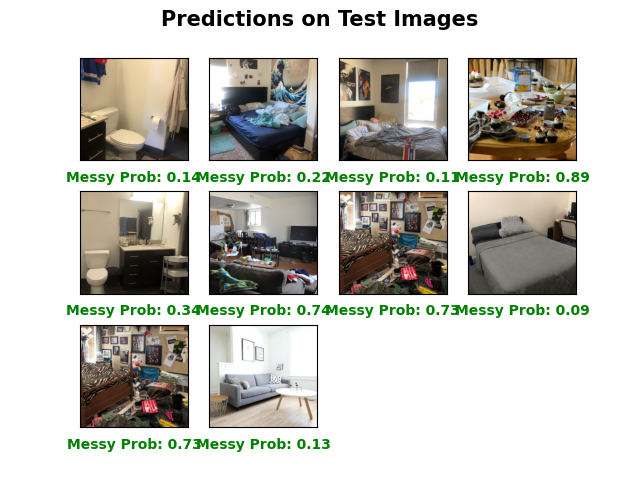 Predictions on Test Images
Messy Prob: 0.14 Messy Prob: 0.22 Messy Prob: 0.11 Messy Prob: 0.89
Messy Prob: 0.34 Messy Prob: 0.74 Messy Prob: 0.73 Messy Prob: 0.09
Messy Prob: 0.73 Messy Prob: 0.13